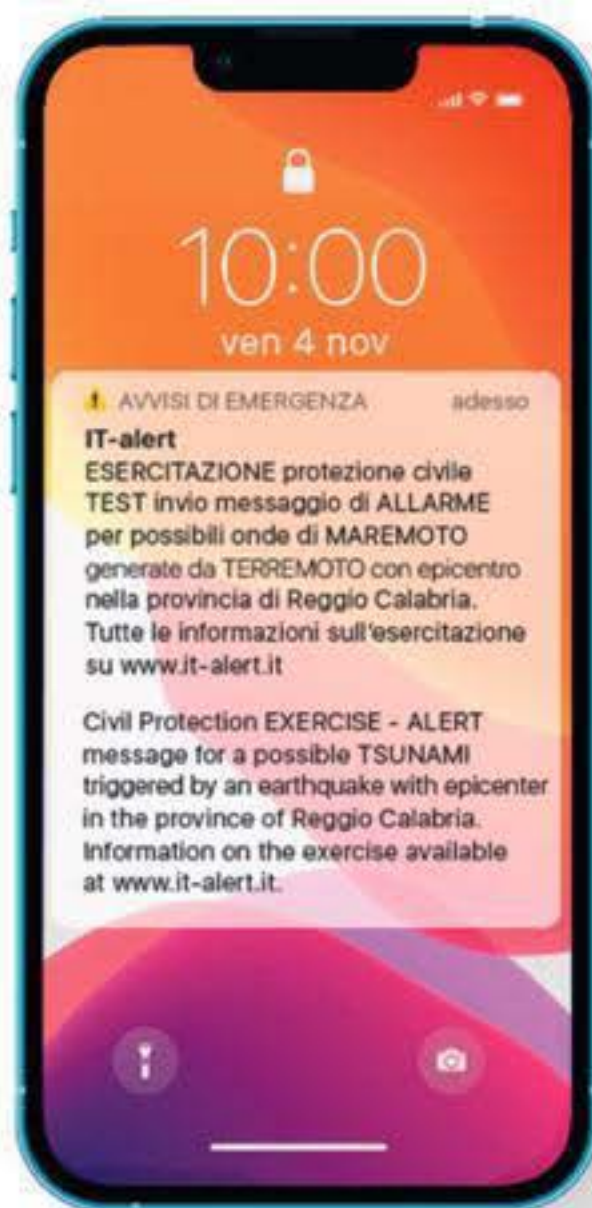 10:00
ven 4 nov
AVVISI DI EMERGENZA adesso
IT-alert
ESERCITAZIONE protezione civile
TEST invio messaggio di ALLARME
per possibili onde di MAREMOTO
generate da TERREMOTO con epicentro
nella provincia di Reggio Calabria.
Tutte le informazioni sull'esercitazione
su www.it-alert.it
Civil Protection EXERCISE - ALERT
message for a possible TSUNAMI
triggered by an earthquake with epicenter
in the province of Reggio Calabria.
Information on the exercise available
at www.it-alert.it.